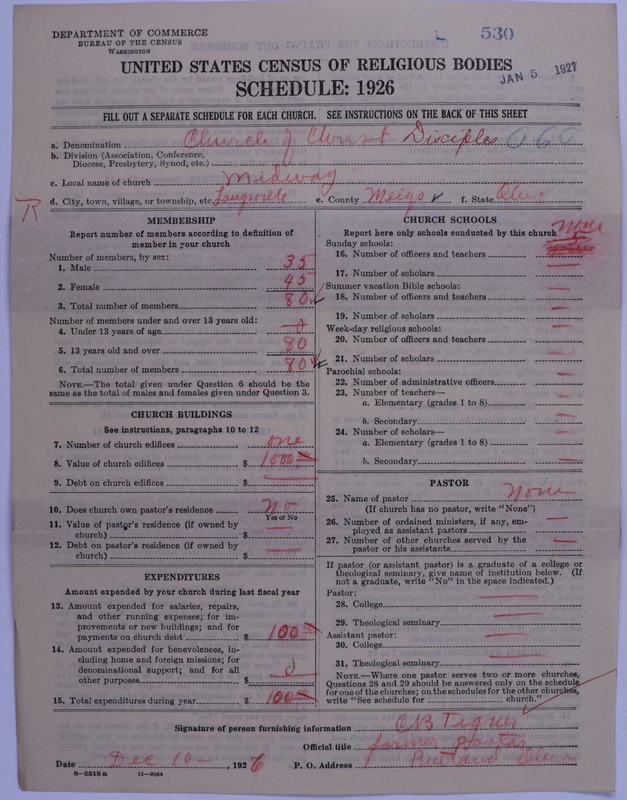 DEPARTMENT OF COMMERCE
BUREAU OF THE CENSUS
WASHINGTON
530
UNITED STATES CENSUS OF RELIGIOUS BODIES
JAN 5 1927
SCHEDULE: 1926
FILL OUT A SEPARATE SCHEDULE FOR EACH CHURCH. SEE INSTRUCTIONS ON THE BACK OF THIS SHEET
a. Denomination Church of Christ Disciples 060
b. Division (Association, Conference,
Diocese, Presbytery, Synod, etc.)
c. Local name of church Midway
d. City, town, village, or township, etc. Langsville e. County Meigs f. State Ohio
R
MEMBERSHIP
Report number of members according to definition of
member in your church
Number of members, by sex:
1. Male 35
2. Female 45
3. Total number of members 80
Number of members under and over 13 years old:
4. Under 13 years of age 0
5. 13 years old and over 80
6. Total number of members 80
NOTE.—The total given under Question 6 should be the
same as the total of males and females given under Question 3.
CHURCH BUILDINGS
See instructions, paragraphs 10 to 12
7. Number of church edifices one
8. Value of church edifices $ 1000
9. Debt on church edifices $
10. Does church own pastor's residence no
Yes or No
11. Value of pastor's residence (if owned by
church) $
12. Debt on pastor's residence (if owned by
church) $
EXPENDITURES
Amount expended by your church during last fiscal year
13. Amount expended for salaries, repairs,
and other running expenses; for im-
provements or new buildings; and for
payments on church debt $ 100
14. Amount expended for benevolences, in-
cluding home and foreign missions; for
denominational support; and for all
other purposes $ 0
15. Total expenditures during year $ 100
CHURCH SCHOOLS
Report here only schools conducted by this church none
Sunday schools:
16. Number of officers and teachers
17. Number of scholars
Summer vacation Bible schools:
18. Number of officers and teachers
19. Number of scholars
Week-day religious schools:
20. Number of officers and teachers
21. Number of scholars
Parochial schools:
22. Number of administrative officers
23. Number of teachers—
a. Elementary (grades 1 to 8)
b. Secondary
24. Number of scholars—
a. Elementary (grades 1 to 8)
b. Secondary
PASTOR
25. Name of pastor None
(If church has no pastor, write "None")
26. Number of ordained ministers, if any, em-
ployed as assistant pastors
27. Number of other churches served by the
pastor or his assistants
If pastor (or assistant pastor) is a graduate of a college or
theological seminary, give name of institution below. (If
not a graduate, write "No" in the space indicated.)
Pastor:
28. College
29. Theological seminary
Assistant pastor:
30. College
31. Theological seminary
NOTE.—Where one pastor serves two or more churches,
Questions 28 and 29 should be answered only on the schedule
for one of the churches; on the schedules for the other churches,
write "See schedule for church."
Signature of person furnishing information CB Tigner
Official title former Pastor
Date Dec 10, 1926 P. O. Address Rutland Ohio
8—5518 a 11—9054